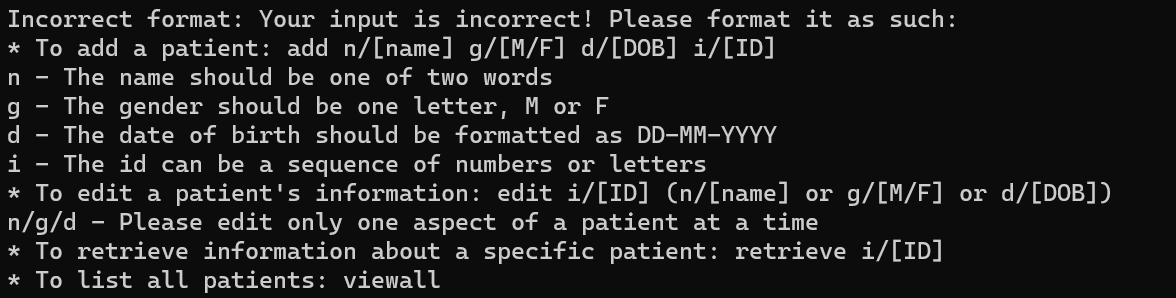 Incorrect format: Your input is incorrect! Please format it as such:
* To add a patient: add n/[name] g/[M/F] d/[DOB] i/[ID]
n - The name should be one of two words
g - The gender should be one letter, M or F
d - The date of birth should be formatted as DD-MM-YYYY
i - The id can be a sequence of numbers or letters
* To edit a patient's information: edit i/[ID] (n/[name] or g/[M/F] or d/[DOB])
n/g/d - Please edit only one aspect of a patient at a time
* To retrieve information about a specific patient: retrieve i/[ID]
* To list all patients: viewall